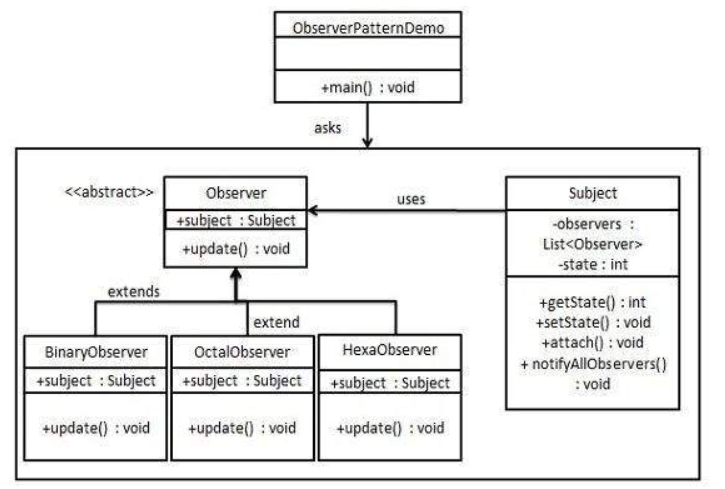 ObserverPatternDemo
+main() : void
asks
<<abstract>>
Observer
+subject : Subject
+update() : void
uses
Subject
-observers :
List<Observer>
-state : int
+getState() : int
+setState() : void
+attach() : void
+ notifyAllObservers()
: void
extends
extend
BinaryObserver
+subject : Subject
+update() : void
OctalObserver
+subject : Subject
+update() : void
HexaObserver
+subject : Subject
+update() : void